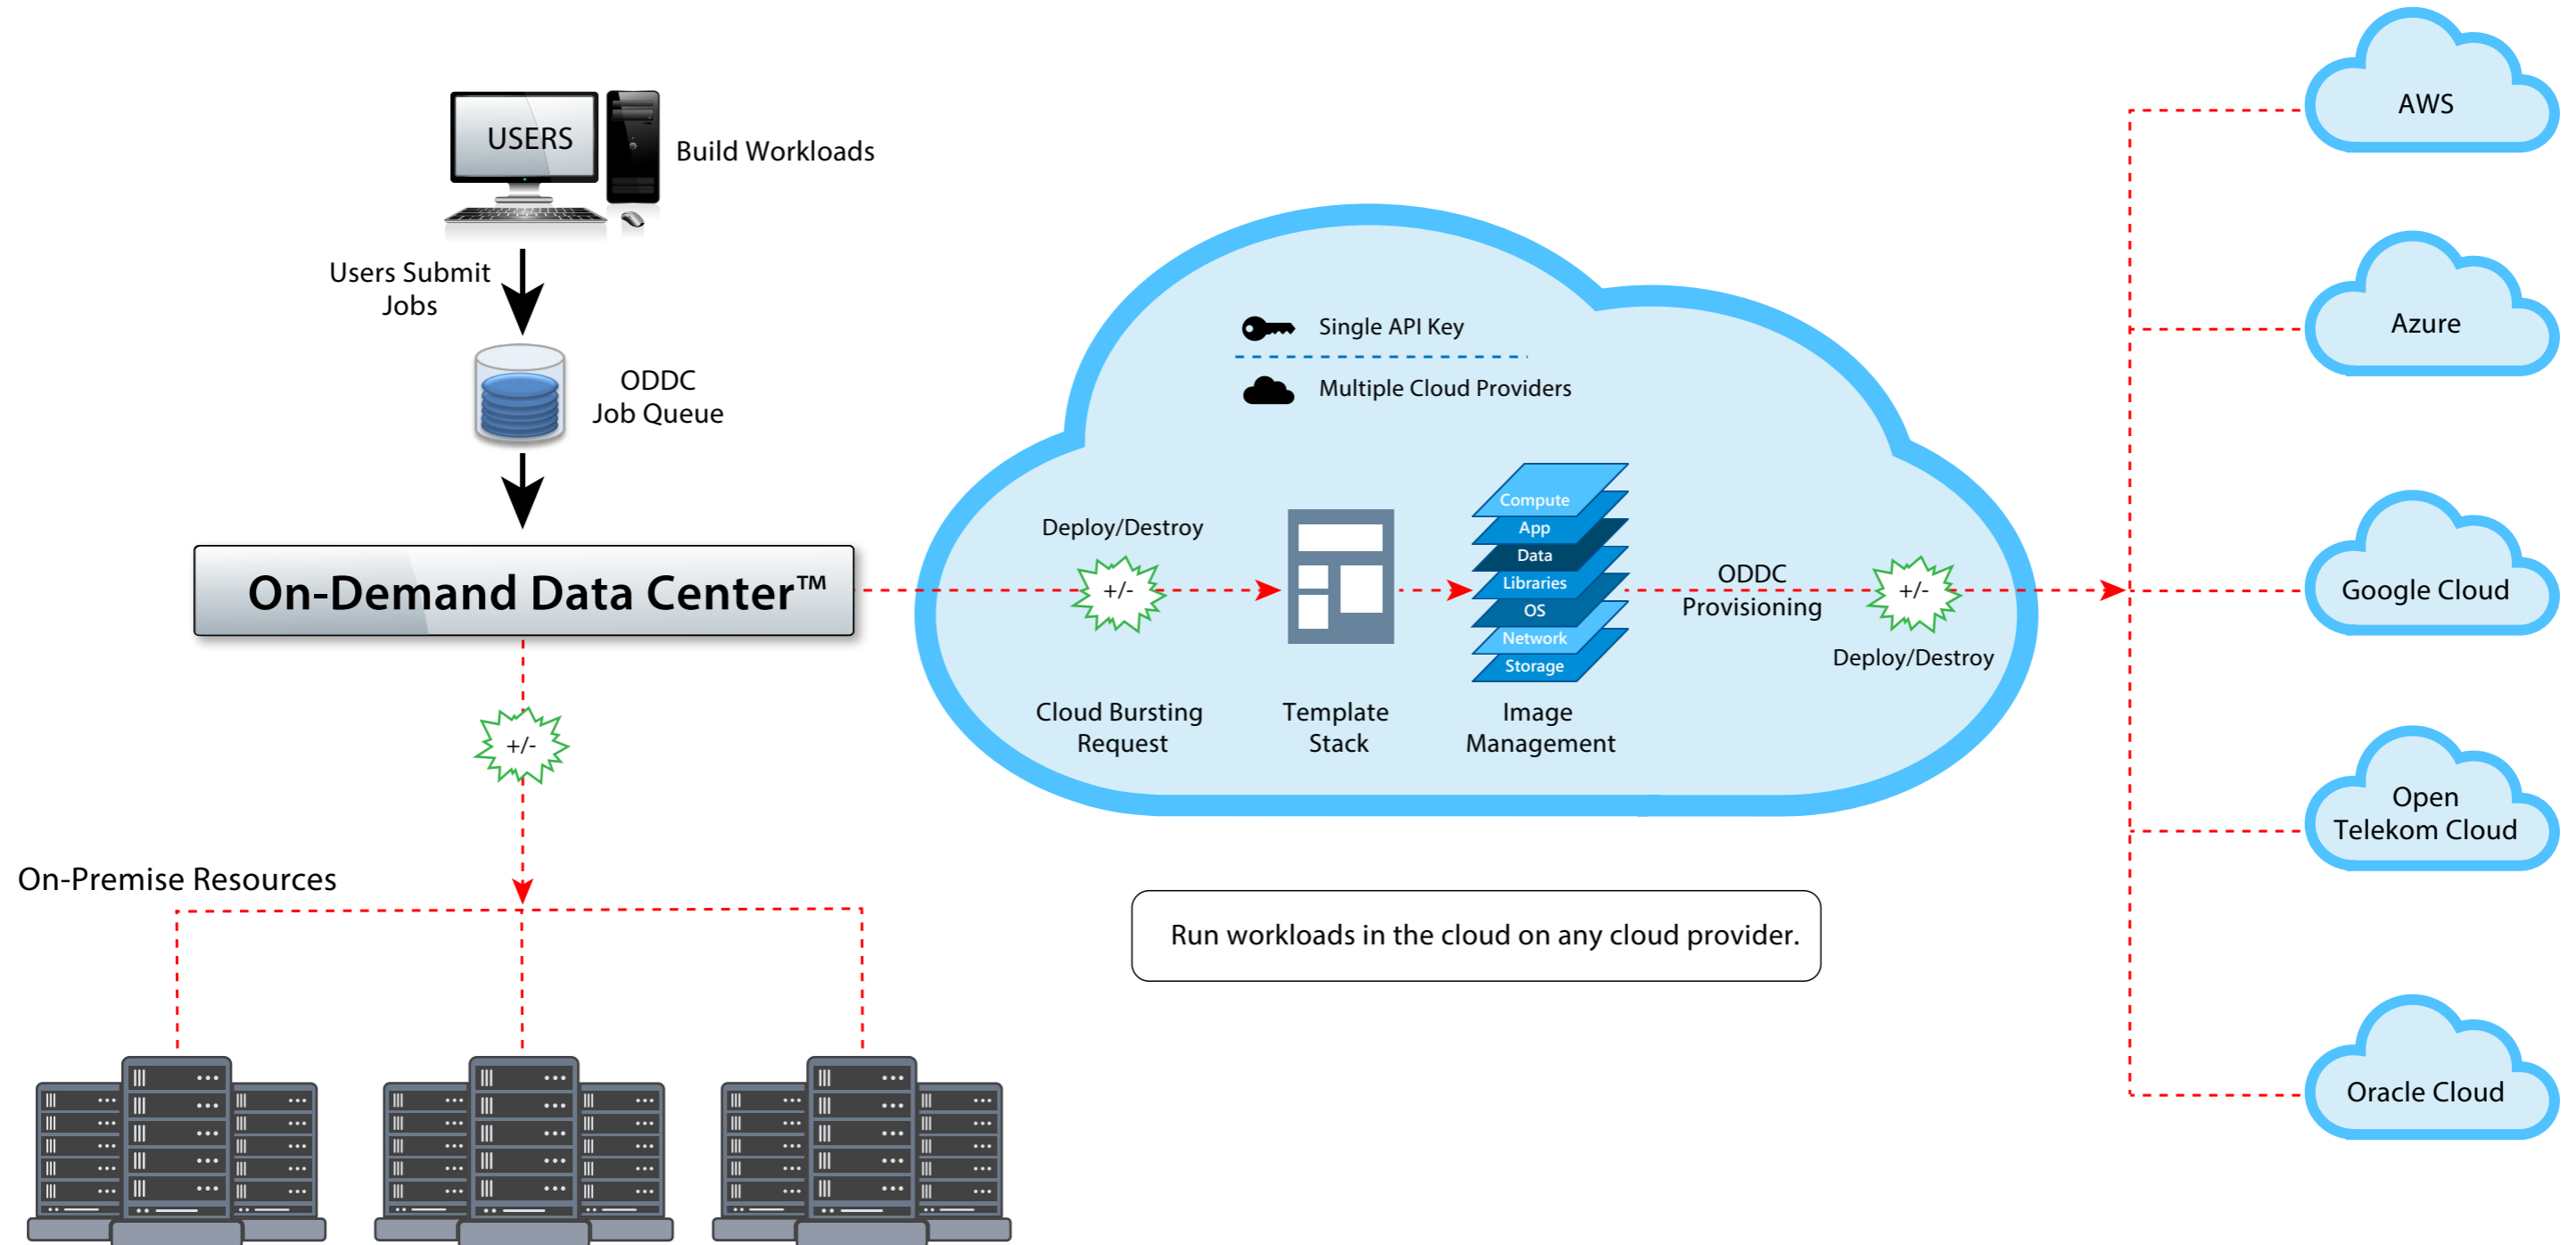 USERS
Build Workloads
Users Submit
Jobs
ODDC
Job Queue
On-Demand Data Center™
+/-
On-Premise Resources
Single API Key
Multiple Cloud Providers
Deploy/Destroy
+/-
Cloud Bursting
Request
Template
Stack
Compute
App
Data
Libraries
OS
Network
Storage
Image
Management
ODDC
Provisioning
+/-
Deploy/Destroy
Run workloads in the cloud on any cloud provider.
AWS
Azure
Google Cloud
Open
Telekom Cloud
Oracle Cloud